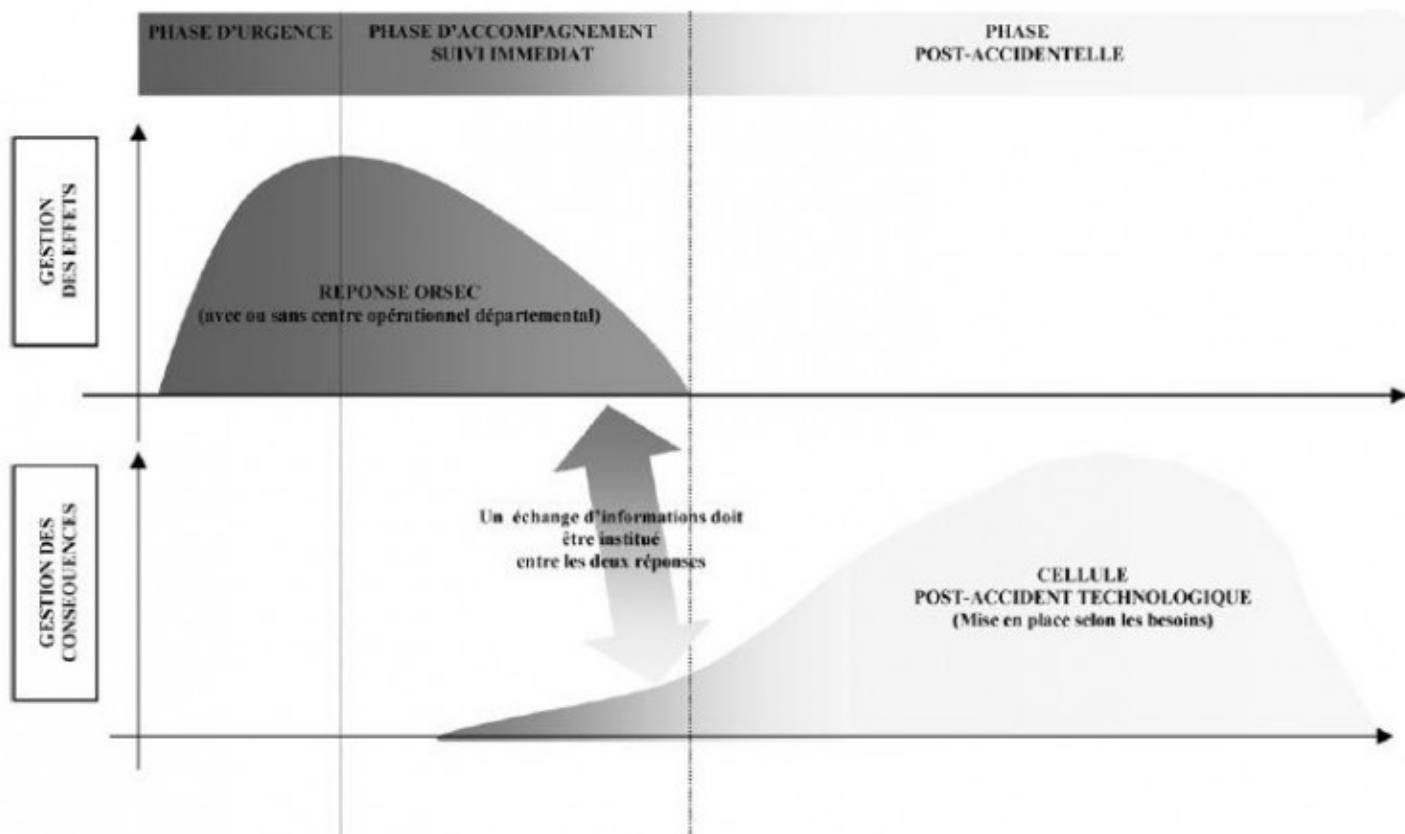 PHASE D'URGENCE
PHASE D'ACCOMPAGNEMENT
SUIVI IMMEDIAT
PHASE
POST-ACCIDENTELLE
GESTION
DES EFFETS
REPONSE ORSEC
(avec ou sans centre opérationnel départemental)
Un échange d'informations doit
être institué
entre les deux réponses
GESTION DES
CONSEQUENCES
CELLULE
POST-ACCIDENT TECHNOLOGIQUE
(Mise en place selon les besoins)